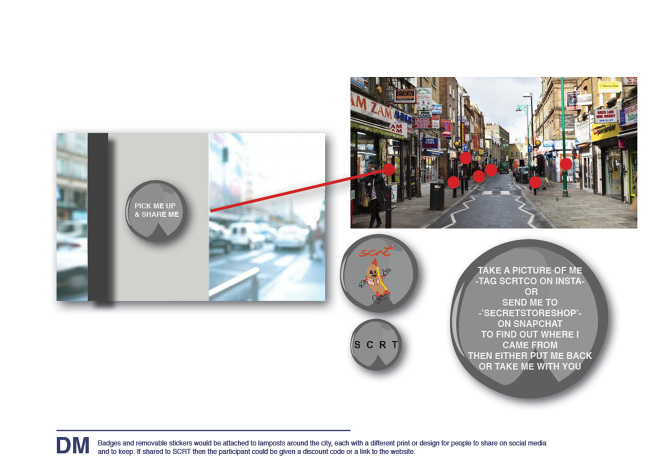 PICK ME UP
& SHARE ME
AM ZAM
AM
AM
scrt
S C R T
TAKE A PICTURE OF ME
-TAG SCRTCO ON INSTA-
OR
SEND ME TO
-'SECRETSTORESHOP'-
ON SNAPCHAT
TO FIND OUT WHERE I
CAME FROM
THEN EITHER PUT ME BACK
OR TAKE ME WITH YOU
DM
Badges and removable stickers would be attached to lamposts around the city, each with a different print or design for people to share on social media
and to keep. If shared to SCRT then the participant could be given a discount code or a link to the website.